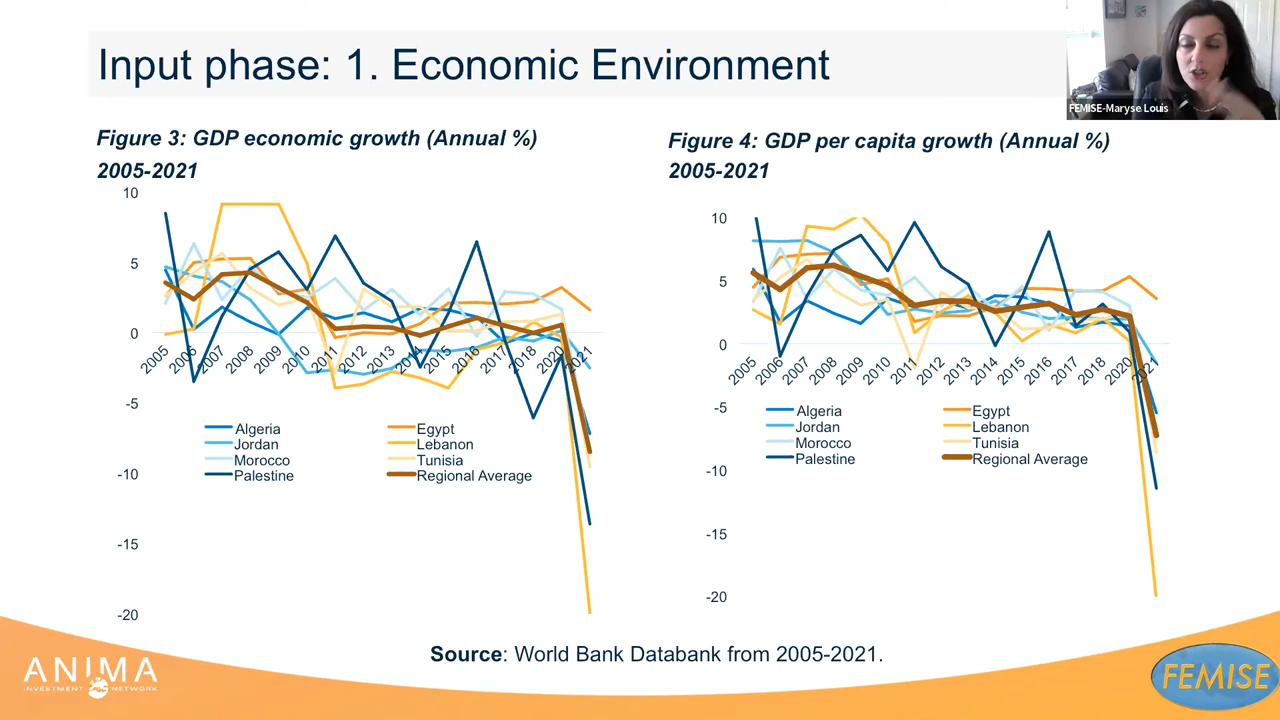 Input phase: 1. Economic Environment
FEMISE-Maryse Louis
Figure 3: GDP economic growth (Annual %)
2005-2021
10
5
0
-5
-10
-15
-20
2005
2006
2007
2008
2009
2010
2011
2012
2013
2014
2015
2016
2017
2018
2020
2021
Algeria
Egypt
Jordan
Lebanon
Morocco
Tunisia
Palestine
Regional Average
Figure 4: GDP per capita growth (Annual %)
2005-2021
10
5
0
-5
-10
-15
-20
2005
2006
2007
2008
2009
2010
2011
2012
2013
2014
2015
2016
2017
2018
2020
2021
Algeria
Egypt
Jordan
Lebanon
Morocco
Tunisia
Palestine
Regional Average
Source: World Bank Databank from 2005-2021.
ANIMA
INVESTMENT NETWORK
FEMISE